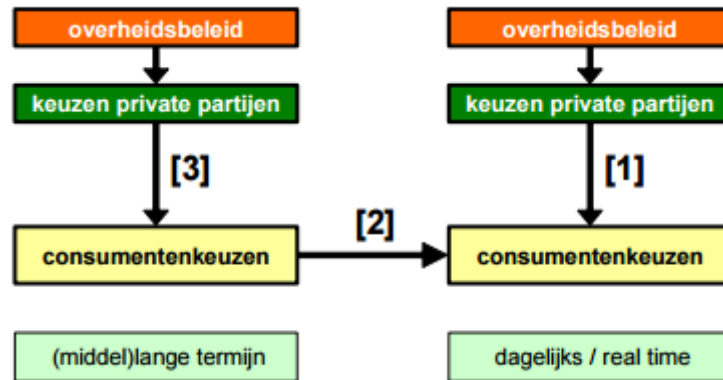 overheidsbeleid
overheidsbeleid
keuzen private partijen
keuzen private partijen
[3]
[1]
[2]
consumentenkeuzen
consumentenkeuzen
(middel)lange termijn
dagelijks / real time